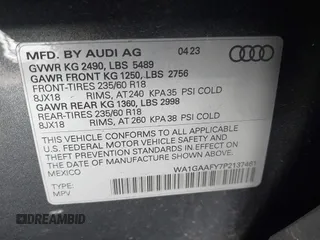 MFD. BY AUDI AG 04 23
GVWR KG 2490, LBS 5489
GAWR FRONT KG 1250, LBS 2756
FRONT-TIRES 235/60 R18
8JX18 RIMS, AT 240 KPA 35 PSI COLD
GAWR REAR KG 1360, LBS 2998
REAR-TIRES 235/60 R18
8JX18 RIMS, AT 260 KPA 38 PSI COLD
THIS VEHICLE CONFORMS TO ALL APPLICABLE
U.S. FEDERAL MOTOR VEHICLE SAFETY
AND THEFT PREVENTION STANDARDS IN EFFECT
ON THE DATE OF MANUFACTURE SHOWN ABOVE.
MEXICO WA1GAAFY7P2137461
TYPE:
MPV
DREAMBID